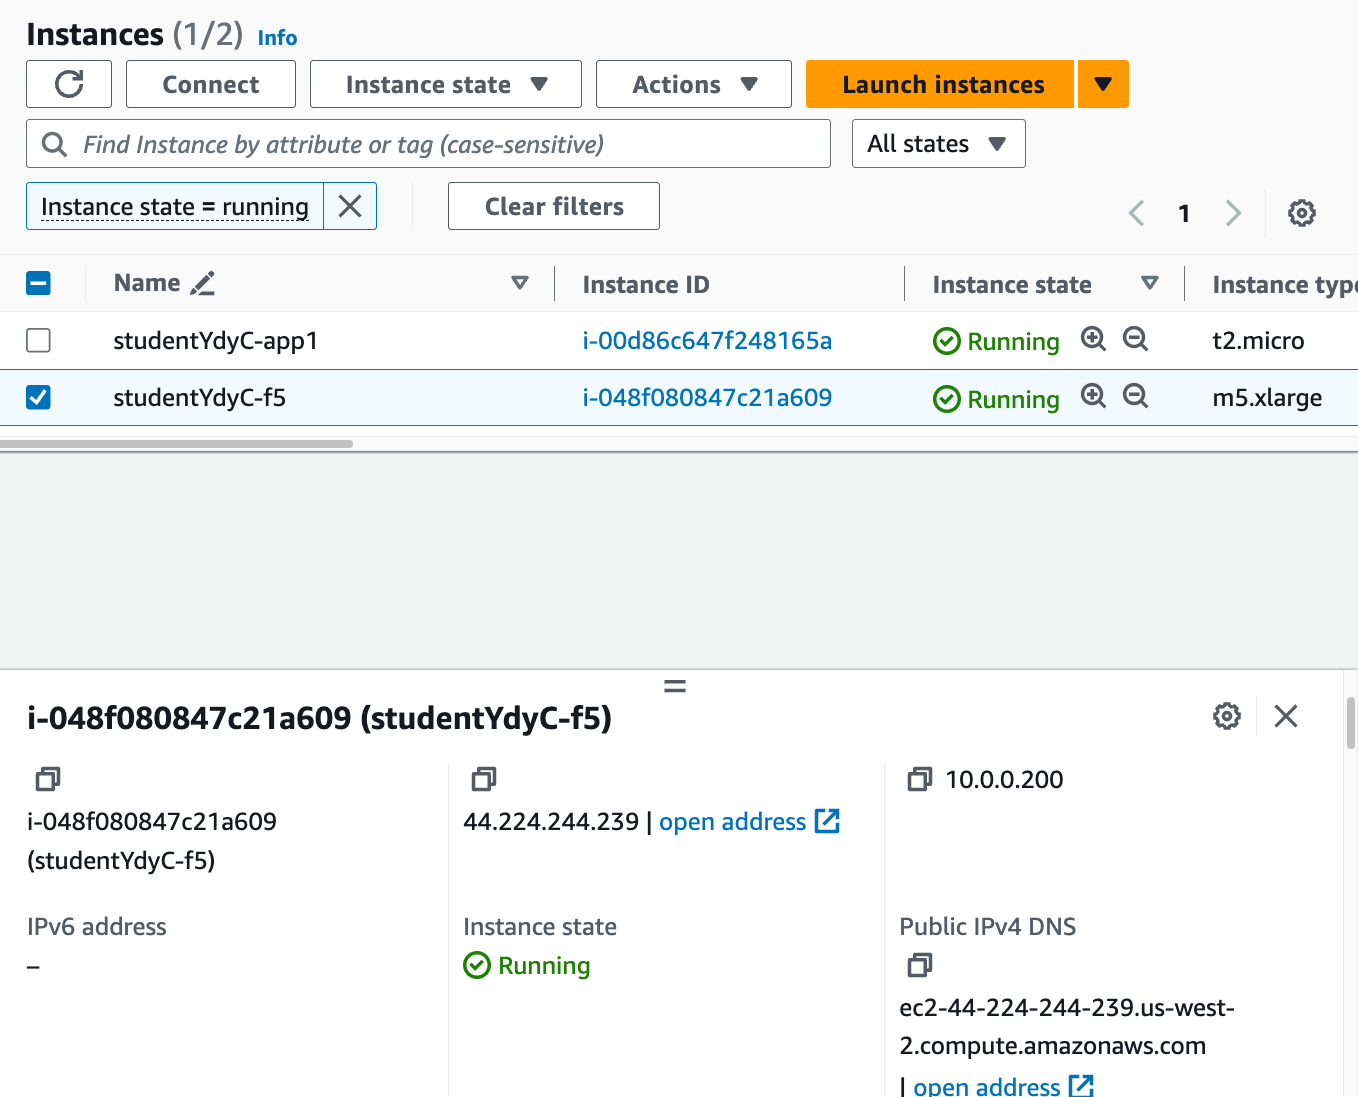 Instances (1/2) Info
Connect Instance state Actions Launch instances
Find Instance by attribute or tag (case-sensitive) All states
Instance state = running Clear filters 1
Name Instance ID Instance state Instance type
studentYdyC-app1 i-00d86c647f248165a Running t2.micro
studentYdyC-f5 i-048f080847c21a609 Running m5.xlarge
i-048f080847c21a609 (studentYdyC-f5)
i-048f080847c21a609
(studentYdyC-f5)
44.224.244.239 | open address
10.0.0.200
IPv6 address
–
Instance state
Running
Public IPv4 DNS
ec2-44-224-244-239.us-west-
2.compute.amazonaws.com
| open address